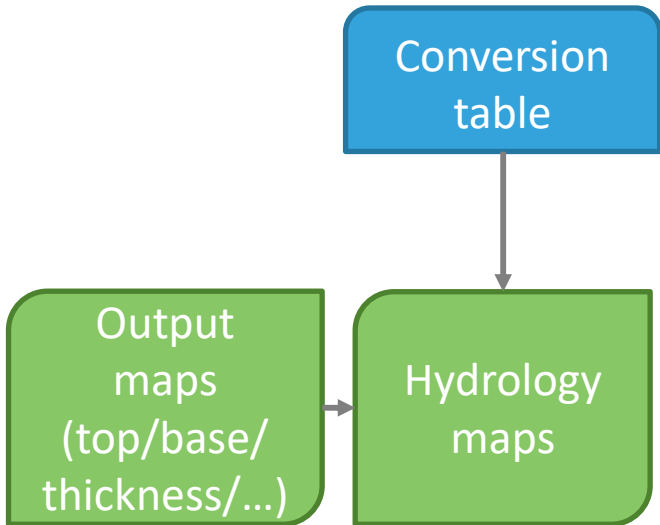 Conversion
table
Output
maps
(top/base/
thickness/…)
Hydrology
maps